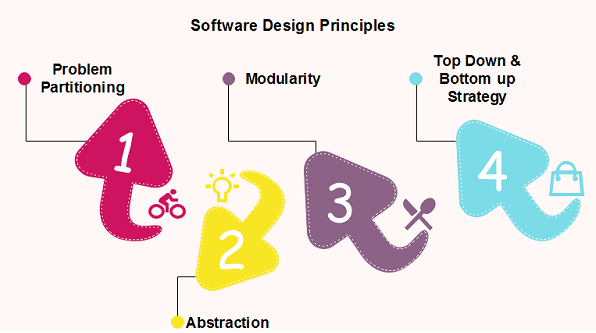 Software Design Principles
Problem
Partitioning
Modularity
Top Down &
Bottom up
Strategy
1
2
3
4
Abstraction